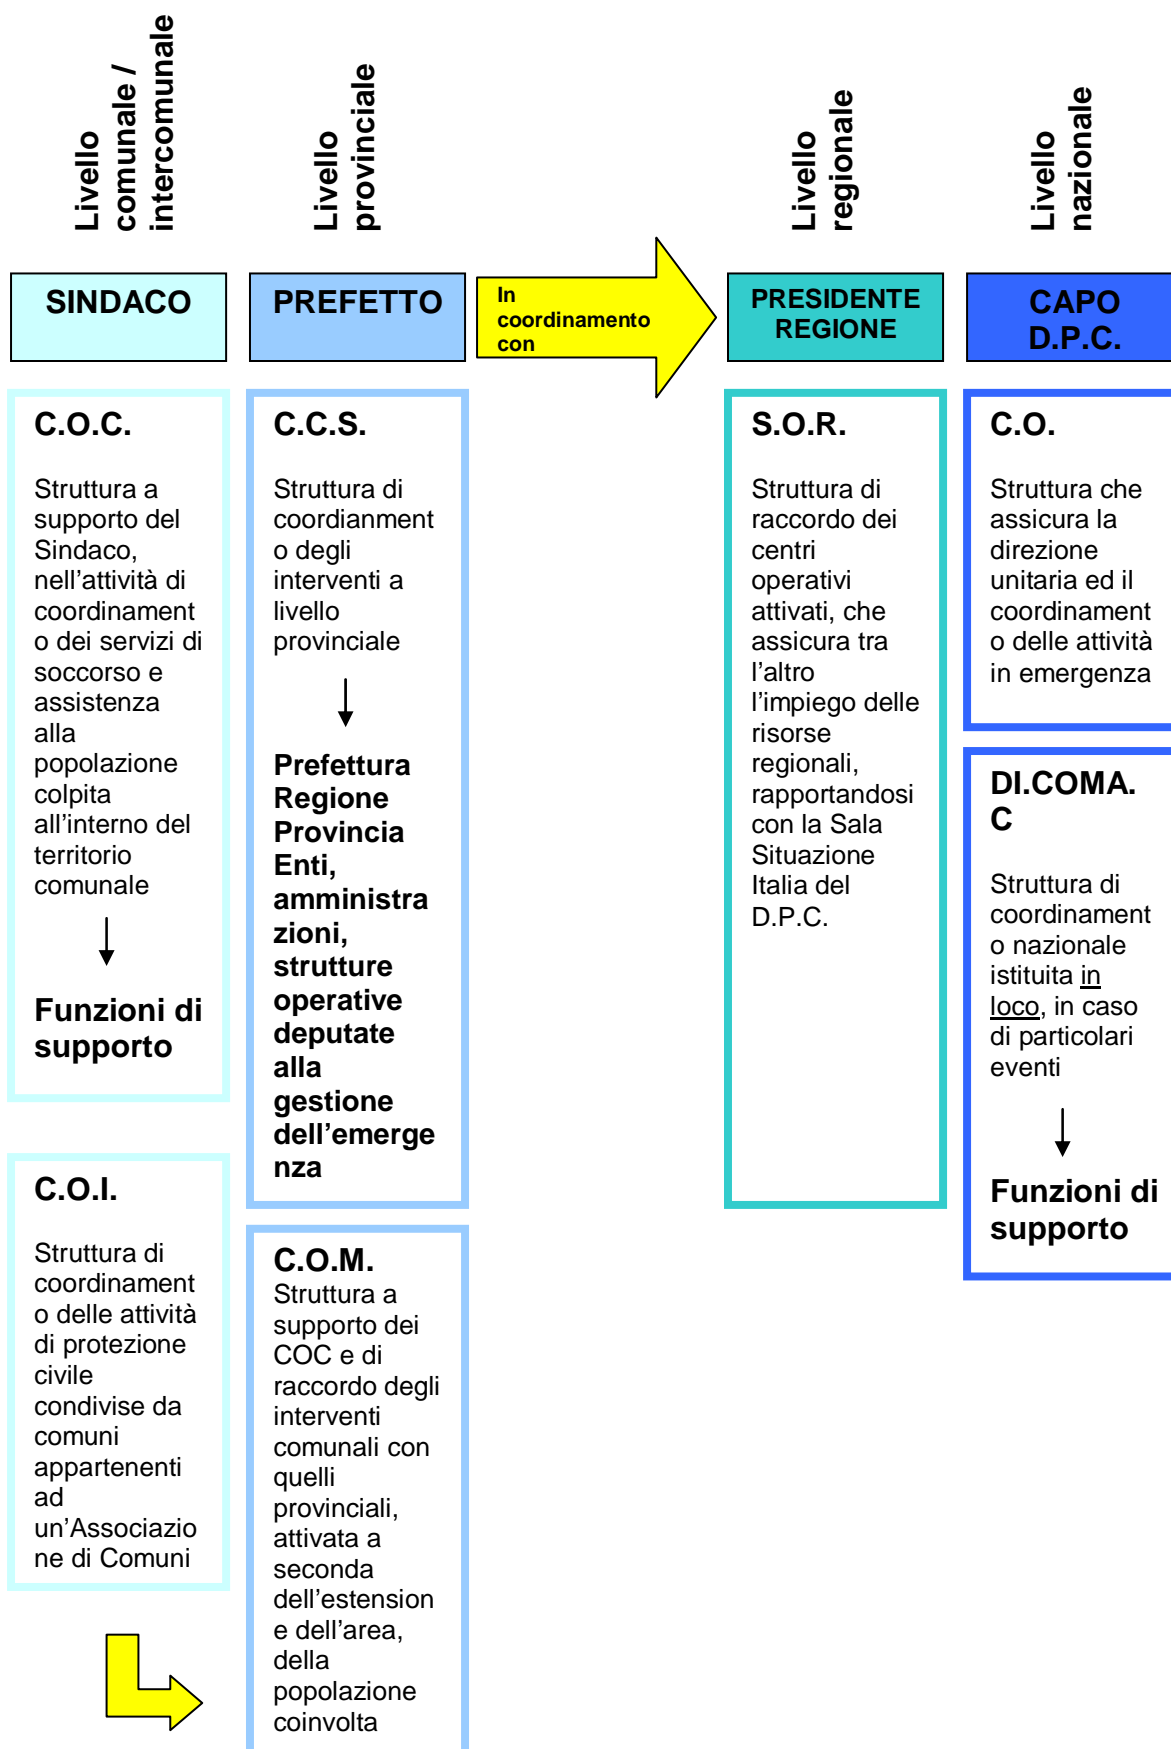 Livello
comunale /
intercomunale
Livello
provinciale
Livello
regionale
Livello
nazionale
SINDACO
PREFETTO
In
coordinamento
con
PRESIDENTE
REGIONE
CAPO
D.P.C.
C.O.C.
Struttura a
supporto del
Sindaco,
nell’attività di
coordinament
o dei servizi di
soccorso e
assistenza
alla
popolazione
colpita
all’interno del
territorio
comunale
Funzioni di
supporto
C.O.I.
Struttura di
coordinament
o delle attività
di protezione
civile
condivise da
comuni
appartenenti
ad
un’Associazio
ne di Comuni
C.C.S.
Struttura di
coordianment
o degli
interventi a
livello
provinciale
Prefettura
Regione
Provincia
Enti,
amministra
zioni,
strutture
operative
deputate
alla
gestione
dell’emerge
nza
C.O.M.
Struttura a
supporto dei
COC e di
raccordo degli
interventi
comunali con
quelli
provinciali,
attivata a
seconda
dell’estension
e dell’area,
della
popolazione
coinvolta
S.O.R.
Struttura di
raccordo dei
centri
operativi
attivati, che
assicura tra
l’altro
l’impiego delle
risorse
regionali,
rapportandosi
con la Sala
Situazione
Italia del
D.P.C.
C.O.
Struttura che
assicura la
direzione
unitaria ed il
coordinament
o delle attività
in emergenza
DI.COMA.
C
Struttura di
coordinament
o nazionale
istituita in
loco, in caso
di particolari
eventi
Funzioni di
supporto